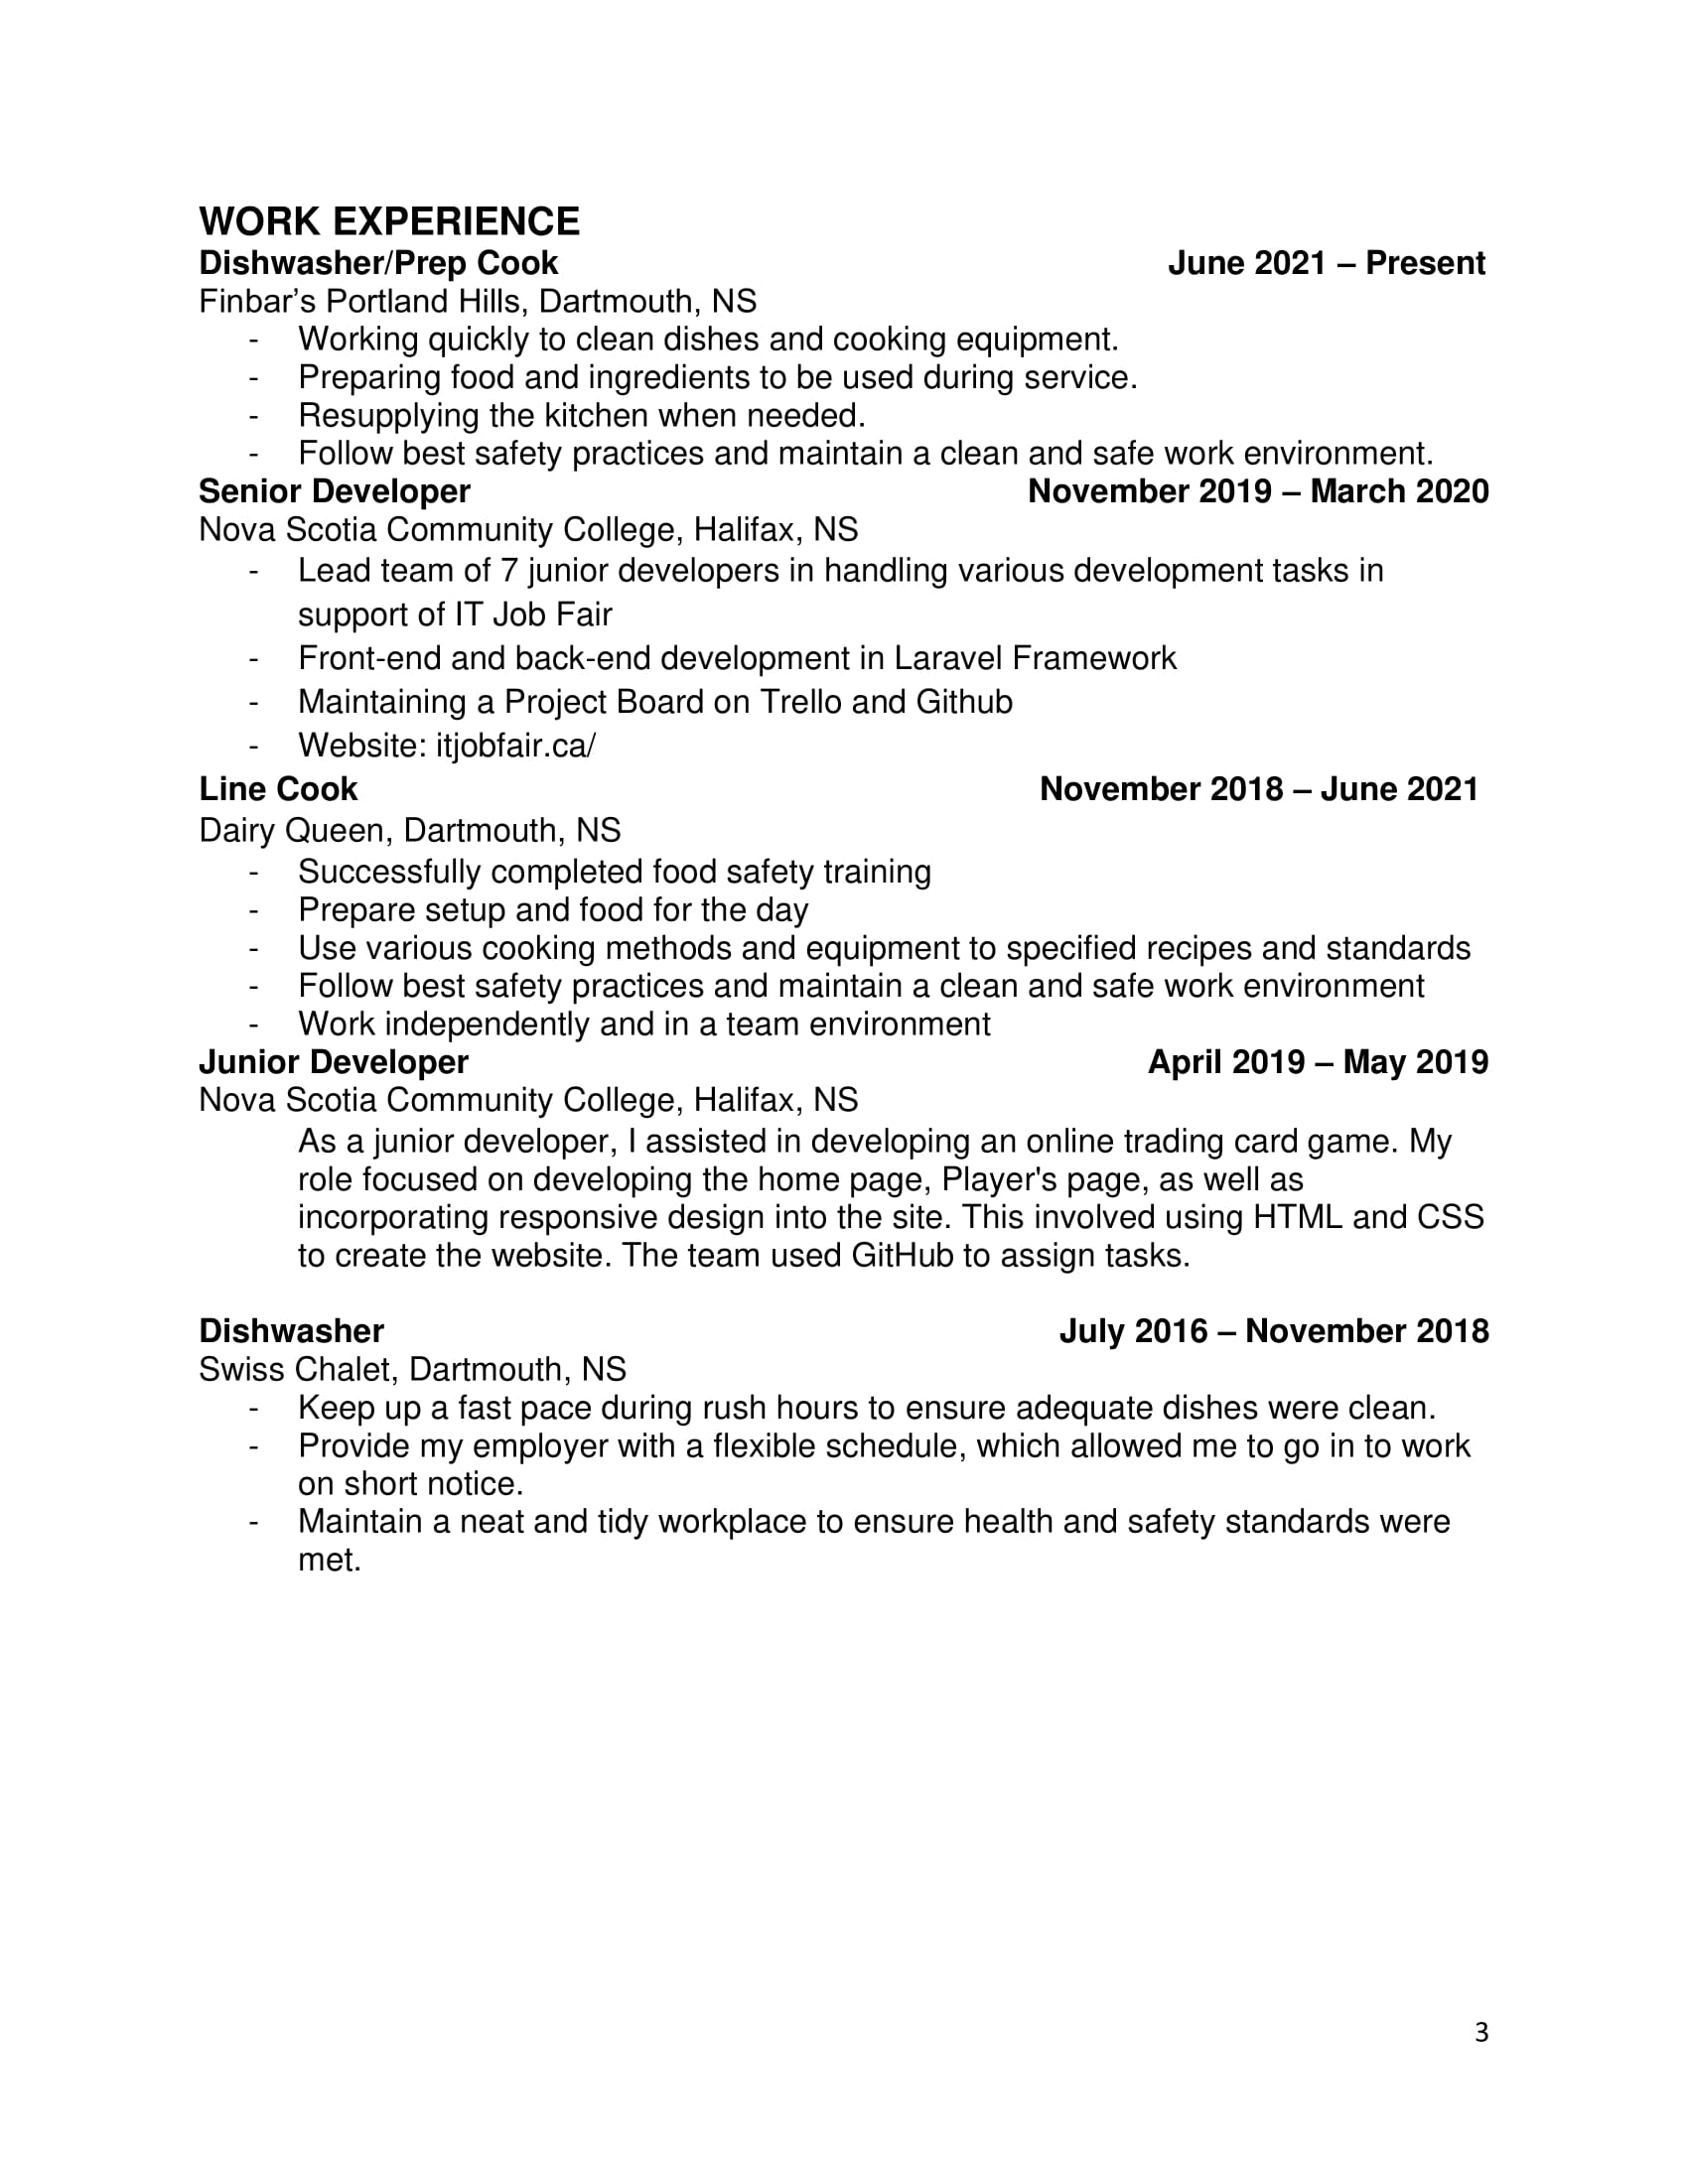 WORK EXPERIENCE
Dishwasher/Prep Cook June 2021 – Present
Finbar’s Portland Hills, Dartmouth, NS
- Working quickly to clean dishes and cooking equipment.
- Preparing food and ingredients to be used during service.
- Resupplying the kitchen when needed.
- Follow best safety practices and maintain a clean and safe work environment.
Senior Developer November 2019 – March 2020
Nova Scotia Community College, Halifax, NS
- Lead team of 7 junior developers in handling various development tasks in
support of IT Job Fair
- Front-end and back-end development in Laravel Framework
- Maintaining a Project Board on Trello and Github
- Website: itjobfair.ca/
Line Cook November 2018 – June 2021
Dairy Queen, Dartmouth, NS
- Successfully completed food safety training
- Prepare setup and food for the day
- Use various cooking methods and equipment to specified recipes and standards
- Follow best safety practices and maintain a clean and safe work environment
- Work independently and in a team environment
Junior Developer April 2019 – May 2019
Nova Scotia Community College, Halifax, NS
As a junior developer, I assisted in developing an online trading card game. My
role focused on developing the home page, Player's page, as well as
incorporating responsive design into the site. This involved using HTML and CSS
to create the website. The team used GitHub to assign tasks.
Dishwasher July 2016 – November 2018
Swiss Chalet, Dartmouth, NS
- Keep up a fast pace during rush hours to ensure adequate dishes were clean.
- Provide my employer with a flexible schedule, which allowed me to go in to work
on short notice.
- Maintain a neat and tidy workplace to ensure health and safety standards were
met.
3